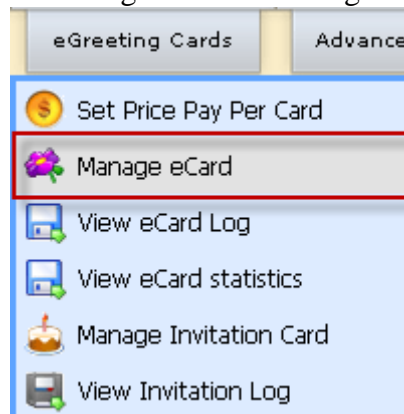 eGreeting Cards Advance
Set Price Pay Per Card
Manage eCard
View eCard Log
View eCard statistics
Manage Invitation Card
View Invitation Log